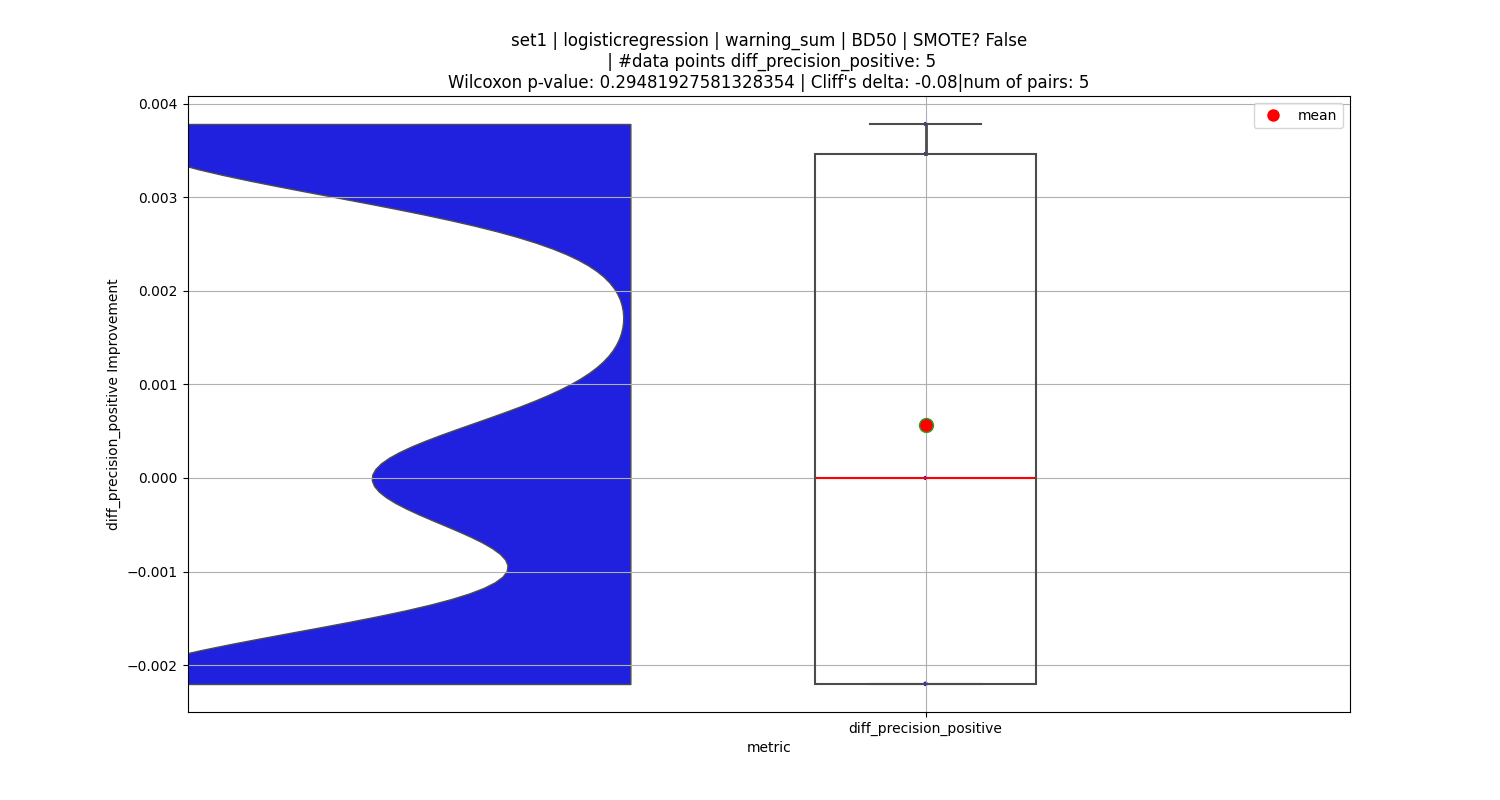 set1 | logisticregression | warning_sum | BD50 | SMOTE? False
| #data points diff_precision_positive: 5
Wilcoxon p-value: 0.29481927581328354 | Cliff's delta: -0.08|num of pairs: 5
mean
0.004
0.003
0.002
0.001
0.000
−0.001
−0.002
diff_precision_positive Improvement
diff_precision_positive
metric